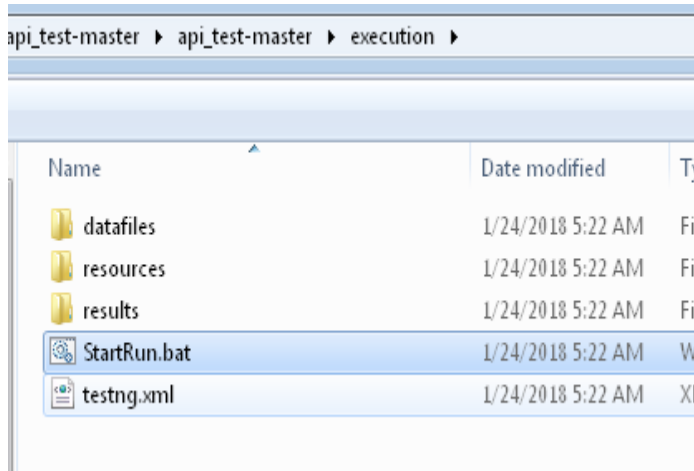 api_test-master ▸ api_test-master ▸ execution ▸
Name Date modified
datafiles 1/24/2018 5:22 AM
resources 1/24/2018 5:22 AM
results 1/24/2018 5:22 AM
StartRun.bat 1/24/2018 5:22 AM
testng.xml 1/24/2018 5:22 AM